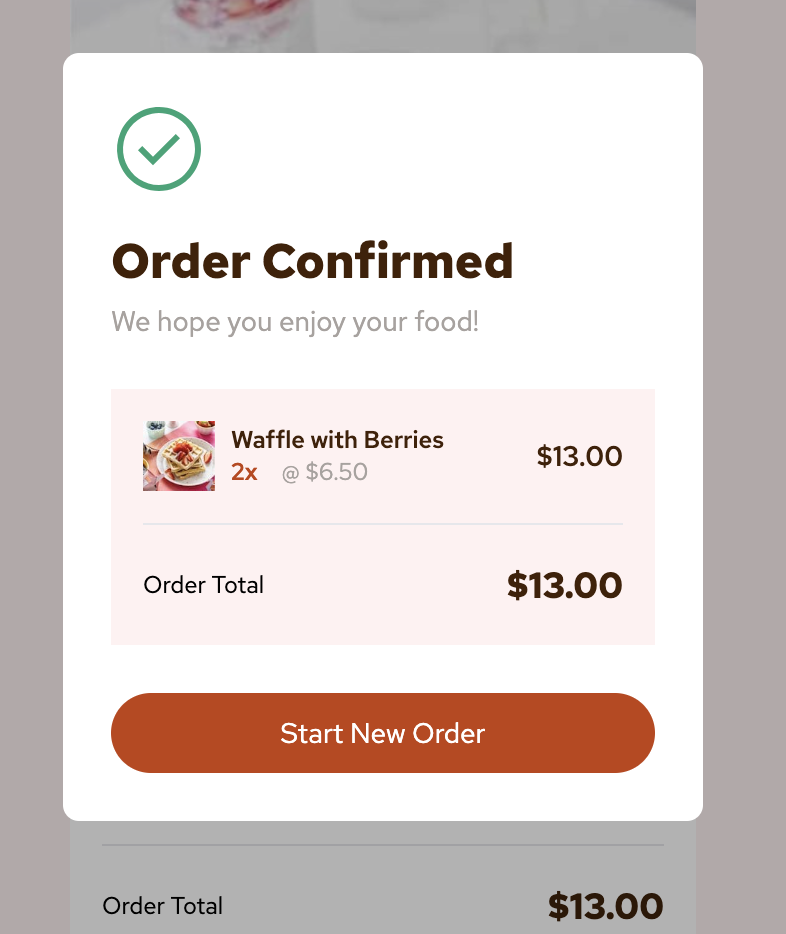 Order Confirmed
We hope you enjoy your food!
Waffle with Berries
2x @ $6.50
$13.00
Order Total
$13.00
Start New Order
Order Total
$13.00